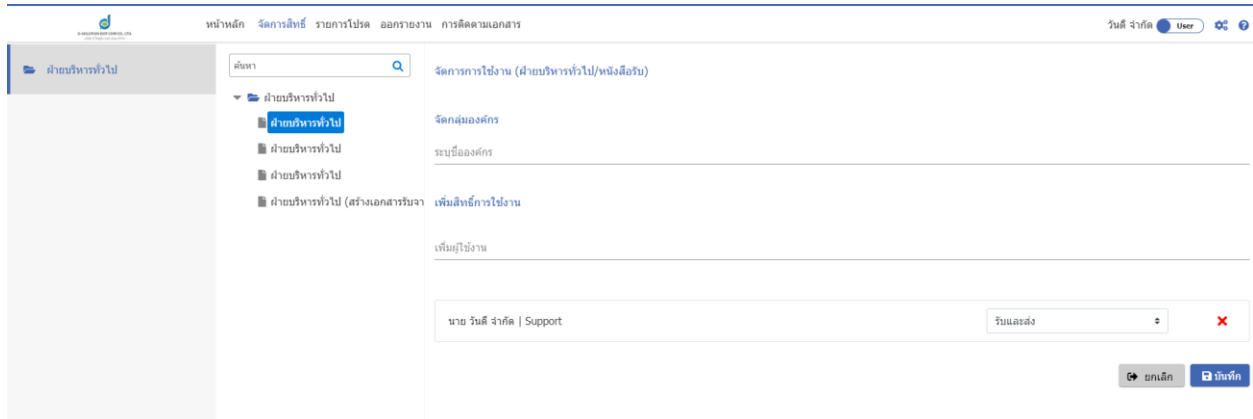 หน้าหลัก จัดการสิทธิ์ รายการโปรด ออกรายงาน การติดตามเอกสาร
วันดี จำกัด User
ฝ่ายบริหารทั่วไป
ค้นหา
ฝ่ายบริหารทั่วไป
ฝ่ายบริหารทั่วไป
ฝ่ายบริหารทั่วไป
ฝ่ายบริหารทั่วไป
ฝ่ายบริหารทั่วไป (สร้างเอกสารรับจา
จัดการการใช้งาน (ฝ่ายบริหารทั่วไป/หนังสือรับ)
จัดกลุ่มองค์กร
ระบุชื่อองค์กร
เพิ่มสิทธิ์การใช้งาน
เพิ่มผู้ใช้งาน
นาย วันดี จำกัด | Support
รับและส่ง
ยกเลิก
บันทึก